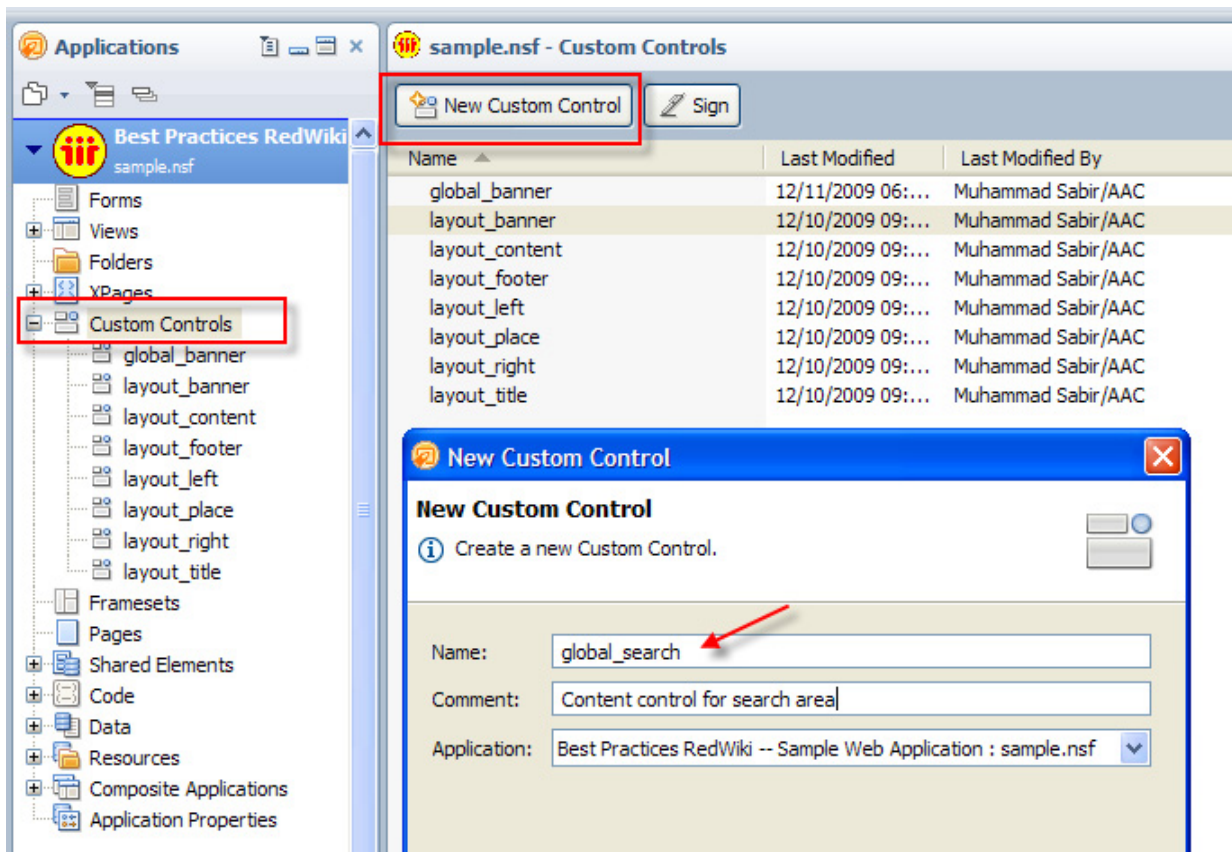 Applications
Best Practices RedWiki
sample.nsf
Forms
Views
Folders
XPages
Custom Controls
global_banner
layout_banner
layout_content
layout_footer
layout_left
layout_place
layout_right
layout_title
Framesets
Pages
Shared Elements
Code
Data
Resources
Composite Applications
Application Properties
sample.nsf - Custom Controls
New Custom Control Sign
Name Last Modified Last Modified By
global_banner 12/11/2009 06:... Muhammad Sabir/AAC
layout_banner 12/10/2009 09:... Muhammad Sabir/AAC
layout_content 12/10/2009 09:... Muhammad Sabir/AAC
layout_footer 12/10/2009 09:... Muhammad Sabir/AAC
layout_left 12/10/2009 09:... Muhammad Sabir/AAC
layout_place 12/10/2009 09:... Muhammad Sabir/AAC
layout_right 12/10/2009 09:... Muhammad Sabir/AAC
layout_title 12/10/2009 09:... Muhammad Sabir/AAC
New Custom Control
New Custom Control
Create a new Custom Control.
Name: global_search
Comment: Content control for search area
Application: Best Practices RedWiki -- Sample Web Application : sample.nsf